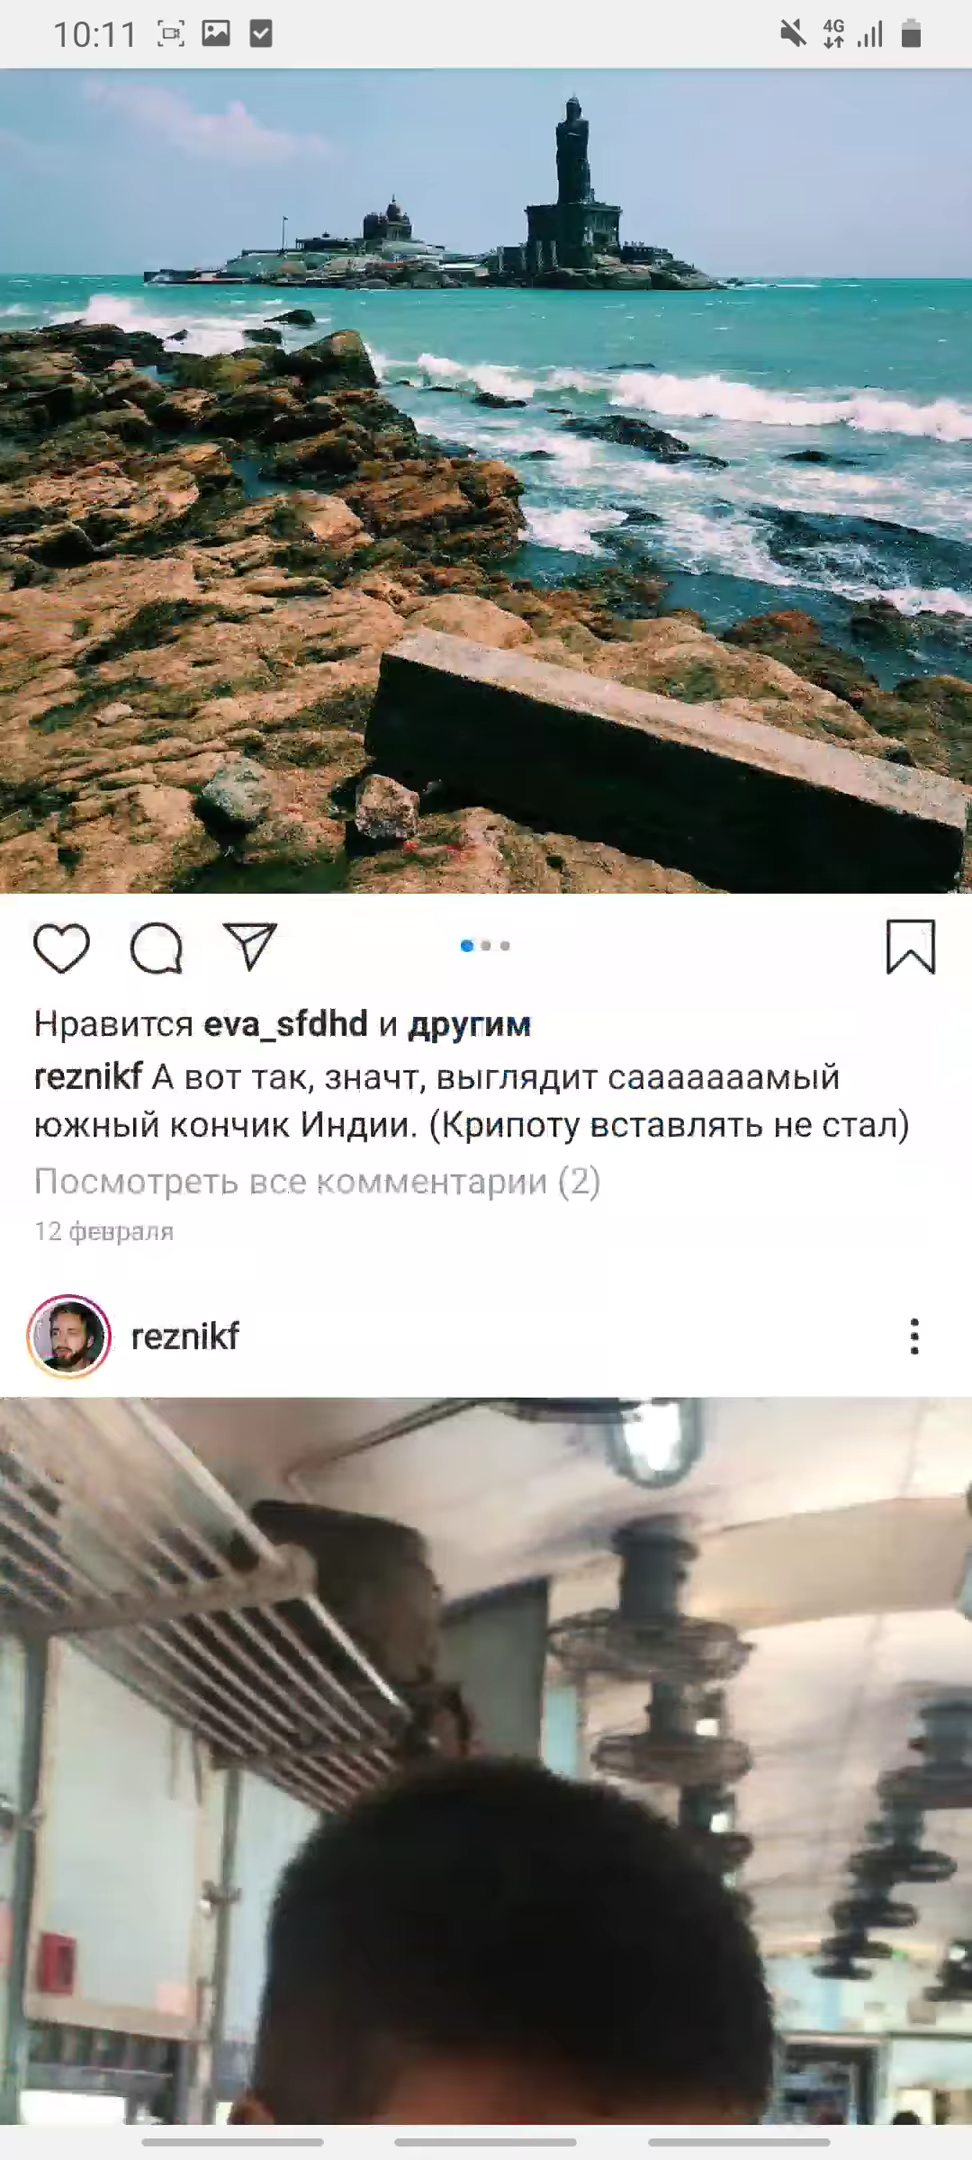 10:11
4G
Нравится eva_sfdhd и другим
reznikf А вот так, значт, выглядит сааааааамый
южный кончик Индии. (Крипоту вставлять не стал)
Посмотреть все комментарии (2)
12 февраля
reznikf